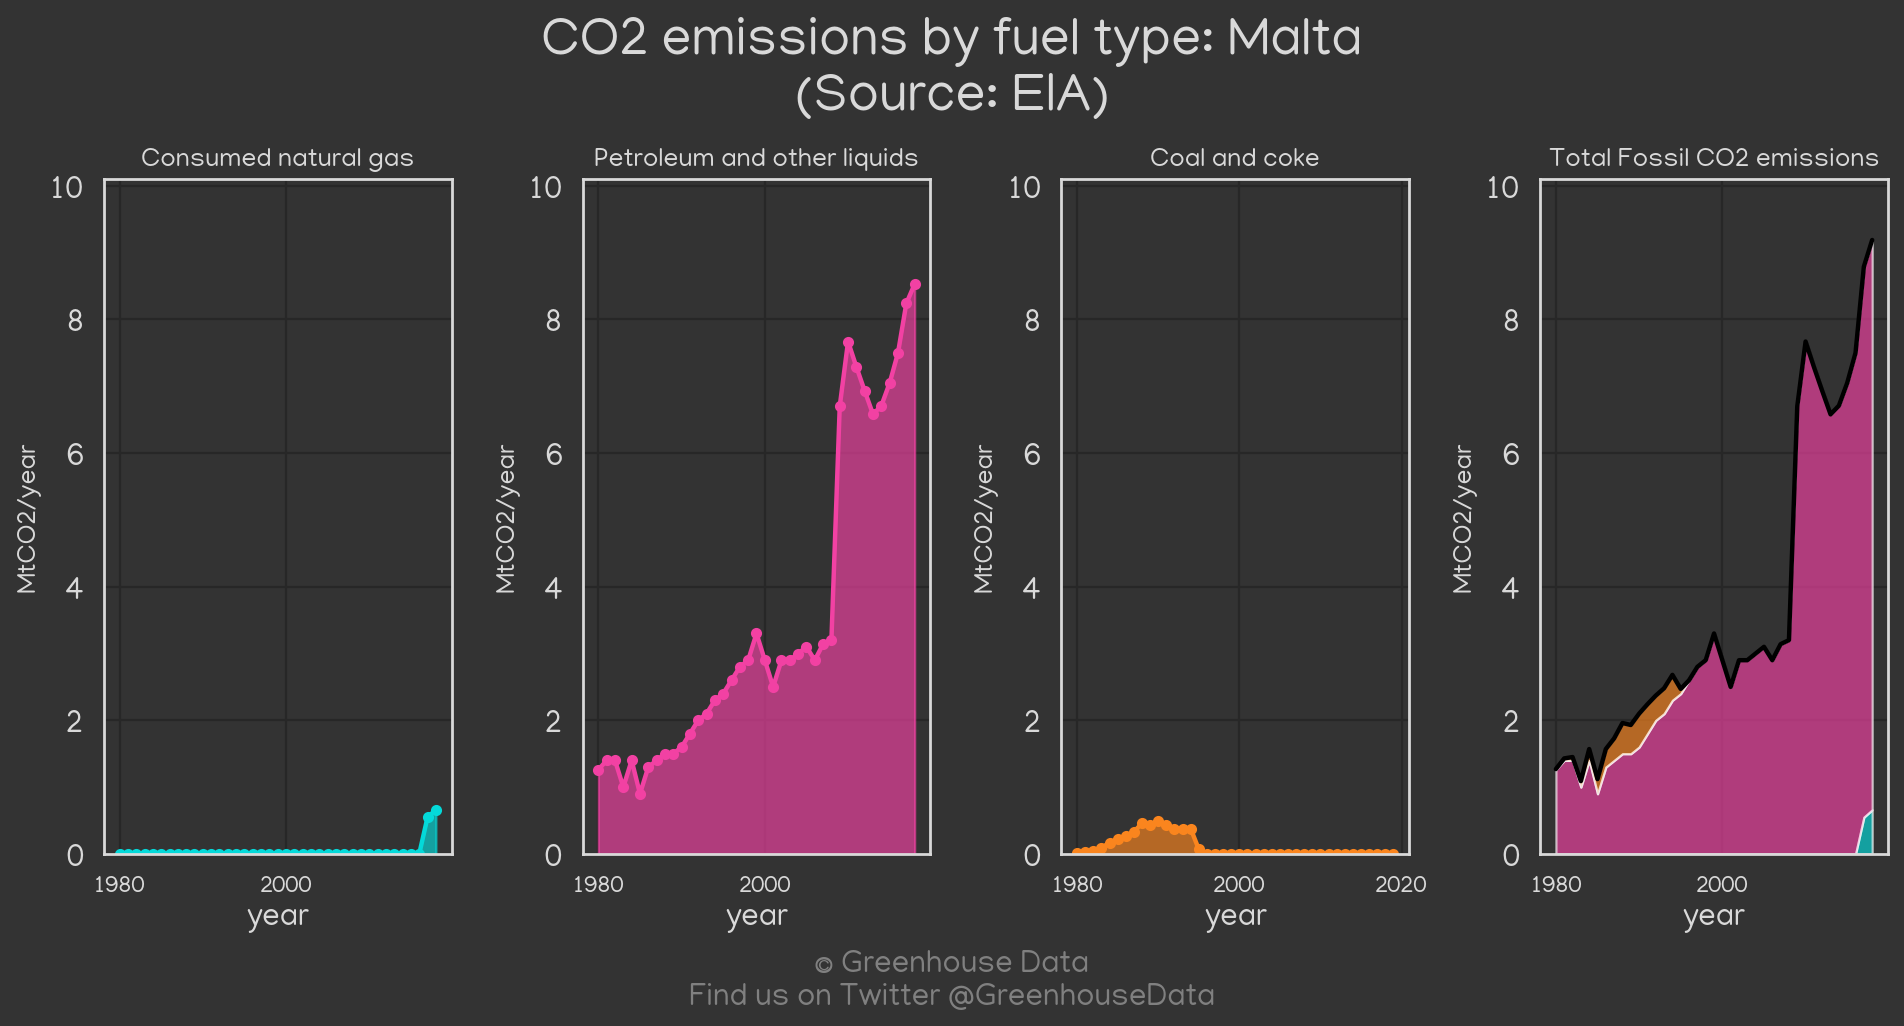 CO2 emissions by fuel type: Malta
(Source: EIA)
Consumed natural gas
Petroleum and other liquids
Coal and coke
Total Fossil CO2 emissions
10
8
6
4
2
0
MtCO2/year
1980
2000
year
10
8
6
4
2
0
MtCO2/year
1980
2000
year
10
8
6
4
2
0
MtCO2/year
1980
2000
2020
year
10
8
6
4
2
0
MtCO2/year
1980
2000
year
© Greenhouse Data
Find us on Twitter @GreenhouseData